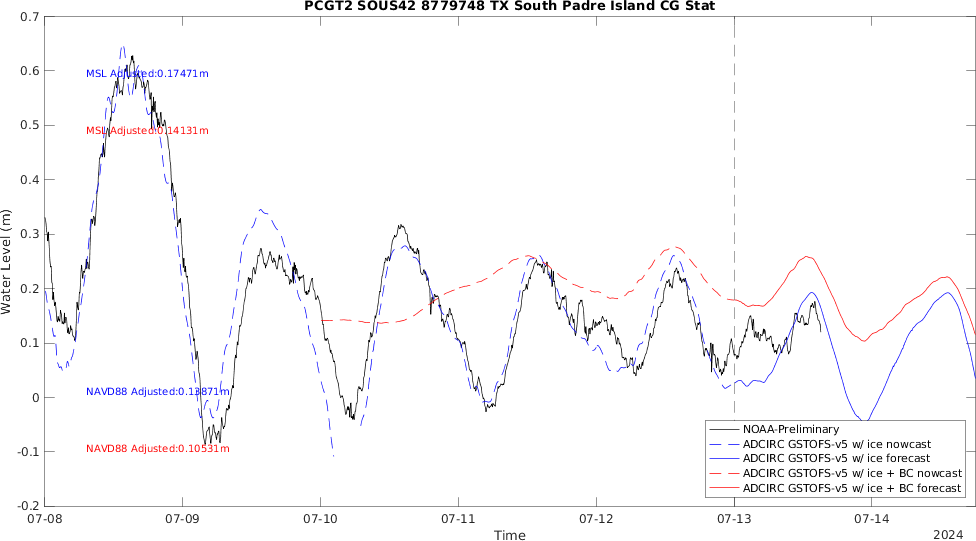 PCGT2 SOUS42 8779748 TX South Padre Island CG Stat
0.7
0.6
0.5
0.4
0.3
0.2
0.1
0
-0.1
-0.2
Water Level (m)
MSL Adjusted:0.17471m
MSL Adjusted:0.14131m
NAVD88 Adjusted:0.13871m
NAVD88 Adjusted:0.10531m
NOAA-Preliminary
ADCIRC GSTOFS-v5 w/ ice nowcast
ADCIRC GSTOFS-v5 w/ ice forecast
ADCIRC GSTOFS-v5 w/ ice + BC nowcast
ADCIRC GSTOFS-v5 w/ ice + BC forecast
07-08 07-09 07-10 07-11 07-12 07-13 07-14
Time
2024